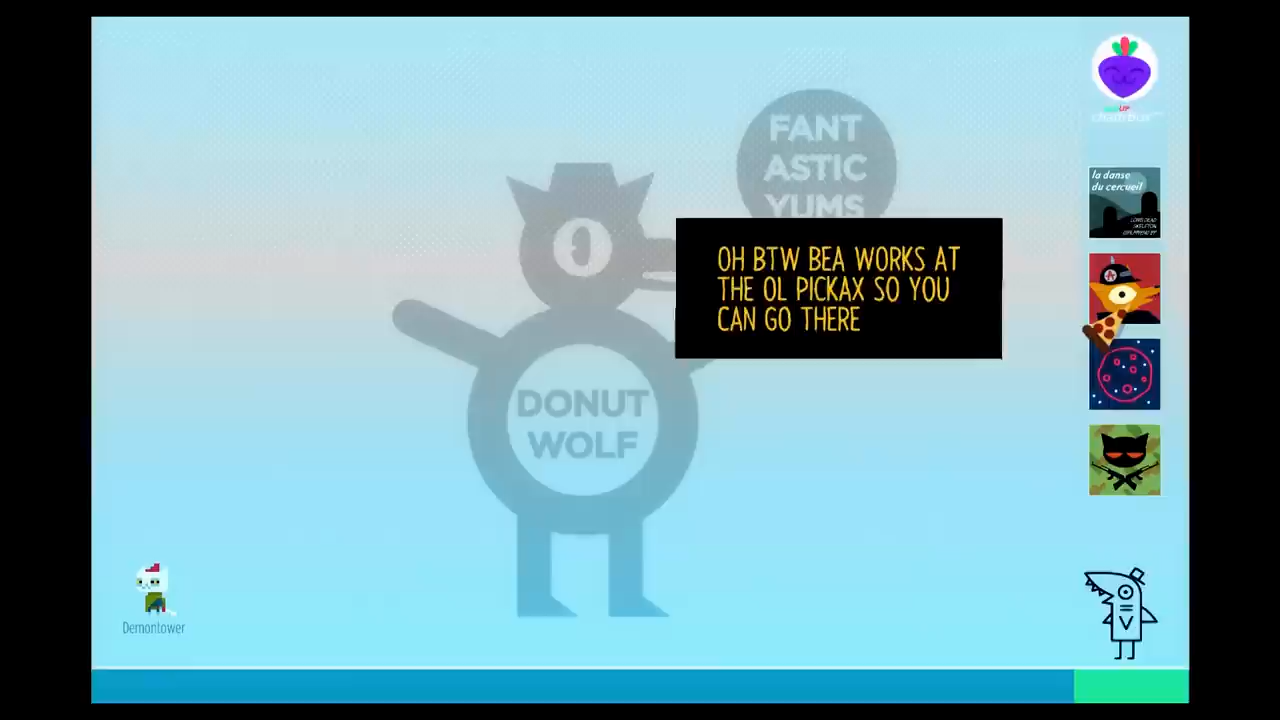 FANT
ASTIC
YUMS
OH BTW BEA WORKS AT
THE OL PICKAX SO YOU
CAN GO THERE
DONUT
WOLF
la danse
du cercueil
Demontower